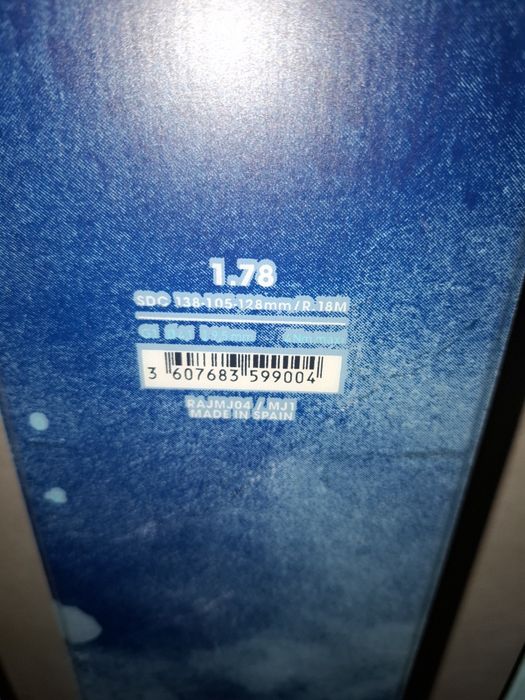 1.78
SDC 138-105-128mm/R 18M
3 607683 599004
RAJMJ04 / MJ1
MADE IN SPAIN